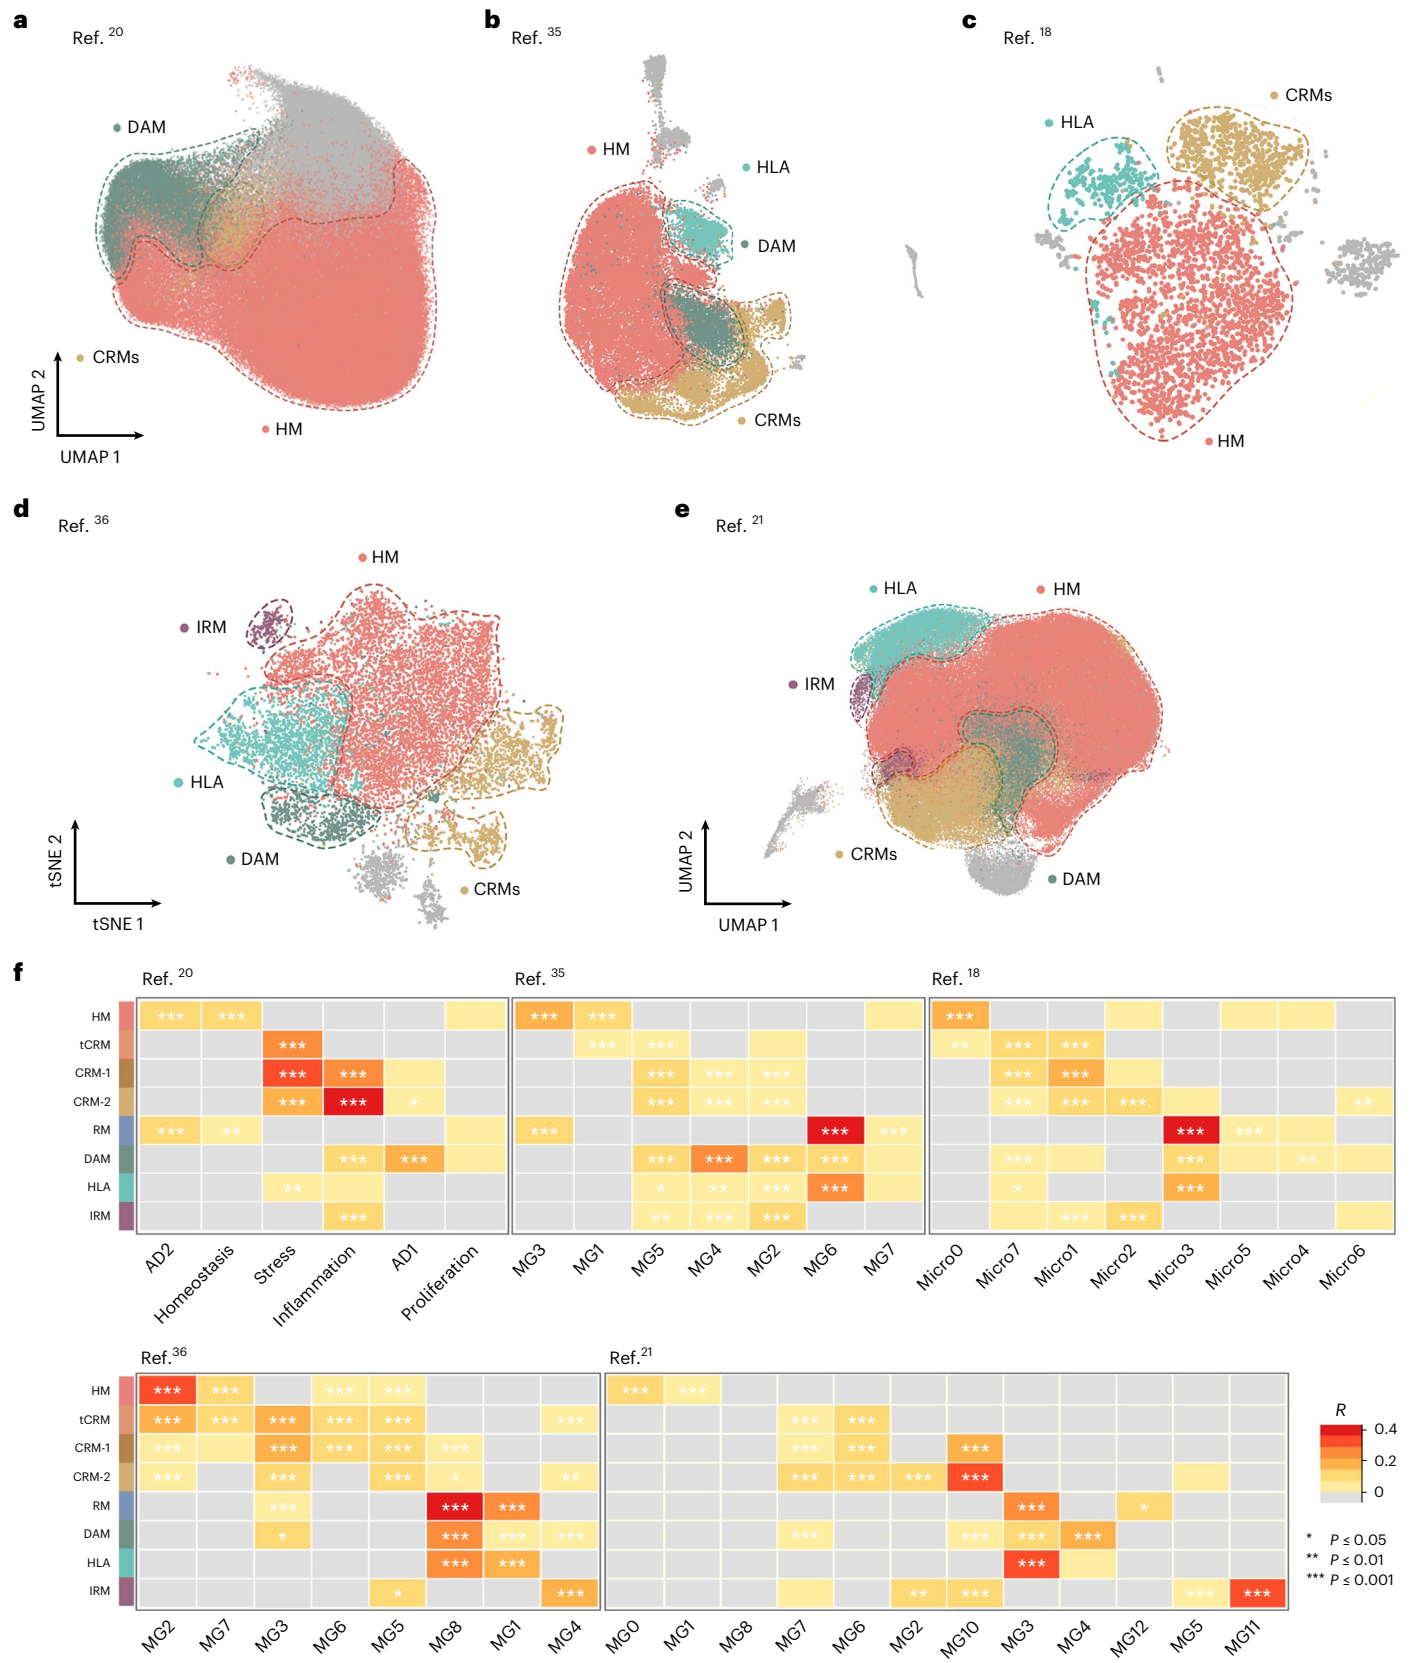 a
Ref. 20
DAM
CRMs
HM
UMAP 2
UMAP 1
b
Ref. 35
HM
HLA
DAM
CRMs
c
Ref. 18
CRMs
HLA
HM
d
Ref. 36
HM
IRM
HLA
DAM
CRMs
tSNE 2
tSNE 1
e
Ref. 21
HLA
HM
IRM
CRMs
DAM
UMAP 2
UMAP 1
f
Ref. 20
Ref. 35
Ref. 18
HM *** *** *** *** ***
tCRM *** *** *** ** *** ***
CRM-1 *** *** *** *** *** *** ***
CRM-2 *** *** * *** *** *** *** *** *** **
RM *** ** *** *** *** *** ***
DAM *** *** *** *** *** *** *** *** **
HLA ** * ** *** *** * ***
IRM *** ** *** *** *** ***
AD2 Homeostasis Stress Inflammation AD1 Proliferation MG3 MG1 MG5 MG4 MG2 MG6 MG7 Micro0 Micro7 Micro1 Micro2 Micro3 Micro5 Micro4 Micro6
Ref.36
Ref.21
HM *** *** *** *** *** ***
tCRM *** *** *** *** *** *** *** ***
CRM-1 *** *** *** *** *** *** *** ***
CRM-2 *** *** *** * ** *** *** *** ***
RM *** *** *** *** *
DAM * *** *** *** *** *** *** ***
HLA *** *** ***
IRM * *** ** *** *** ***
MG2 MG7 MG3 MG6 MG5 MG8 MG1 MG4 MG0 MG1 MG8 MG7 MG6 MG2 MG10 MG3 MG4 MG12 MG5 MG11
R
0.4
0.2
0
* P ≤ 0.05
** P ≤ 0.01
*** P ≤ 0.001